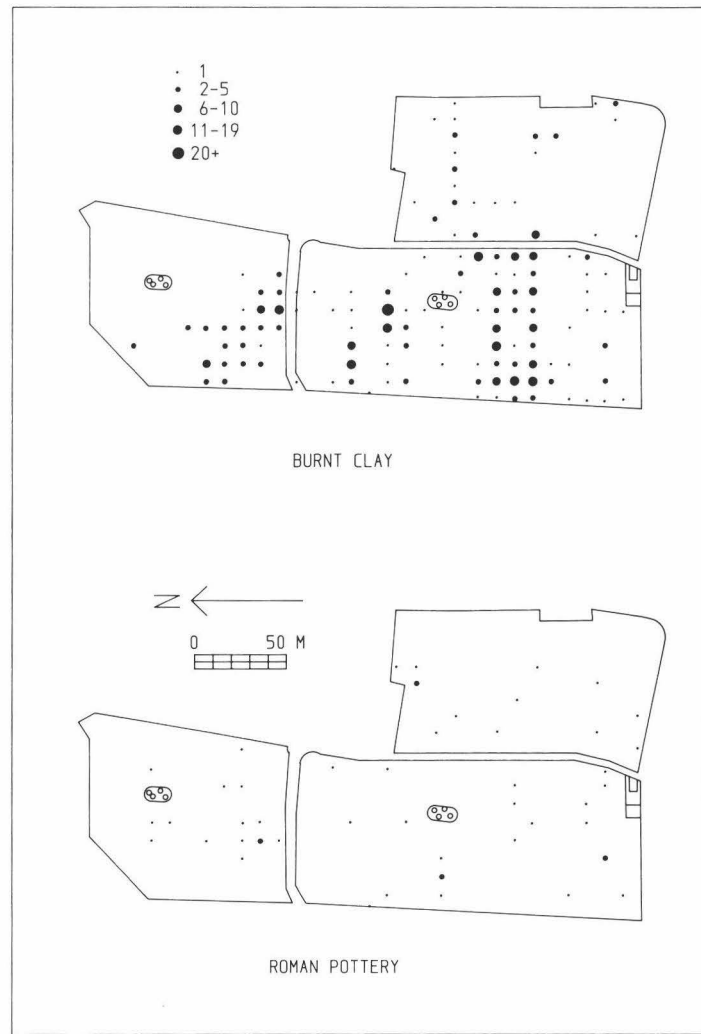 1
2-5
6-10
11-19
20+
BURNT CLAY
N
0 50 M
ROMAN POTTERY